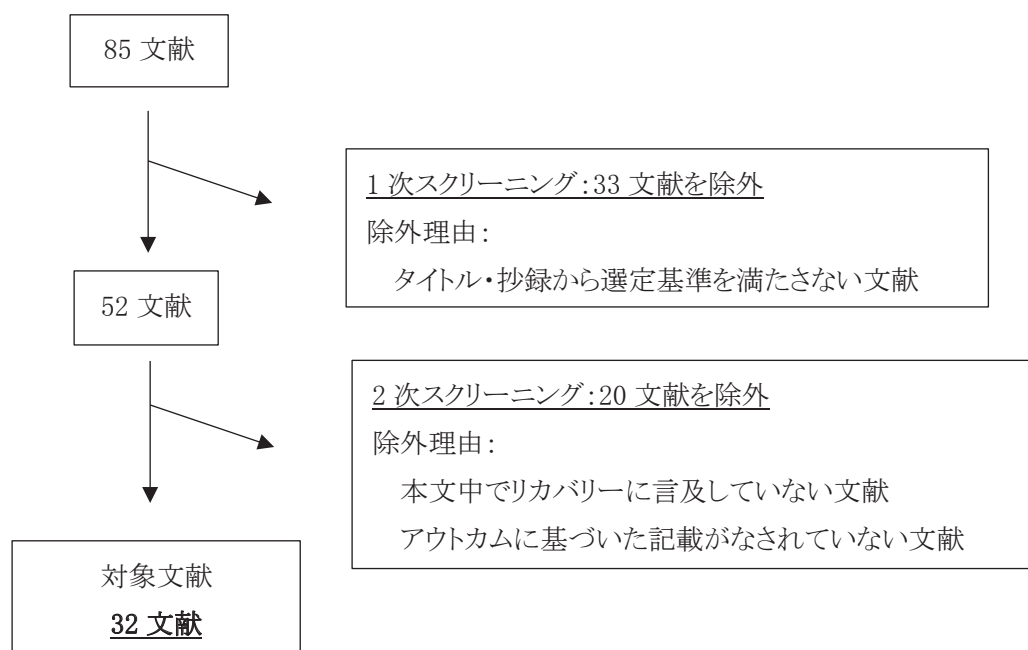 85 文献
1 次スクリーニング:33 文献を除外
除外理由:
タイトル・抄録から選定基準を満たさない文献
52 文献
2 次スクリーニング:20 文献を除外
除外理由:
本文中でリカバリーに言及していない文献
アウトカムに基づいた記載がなされていない文献
対象文献
32 文献